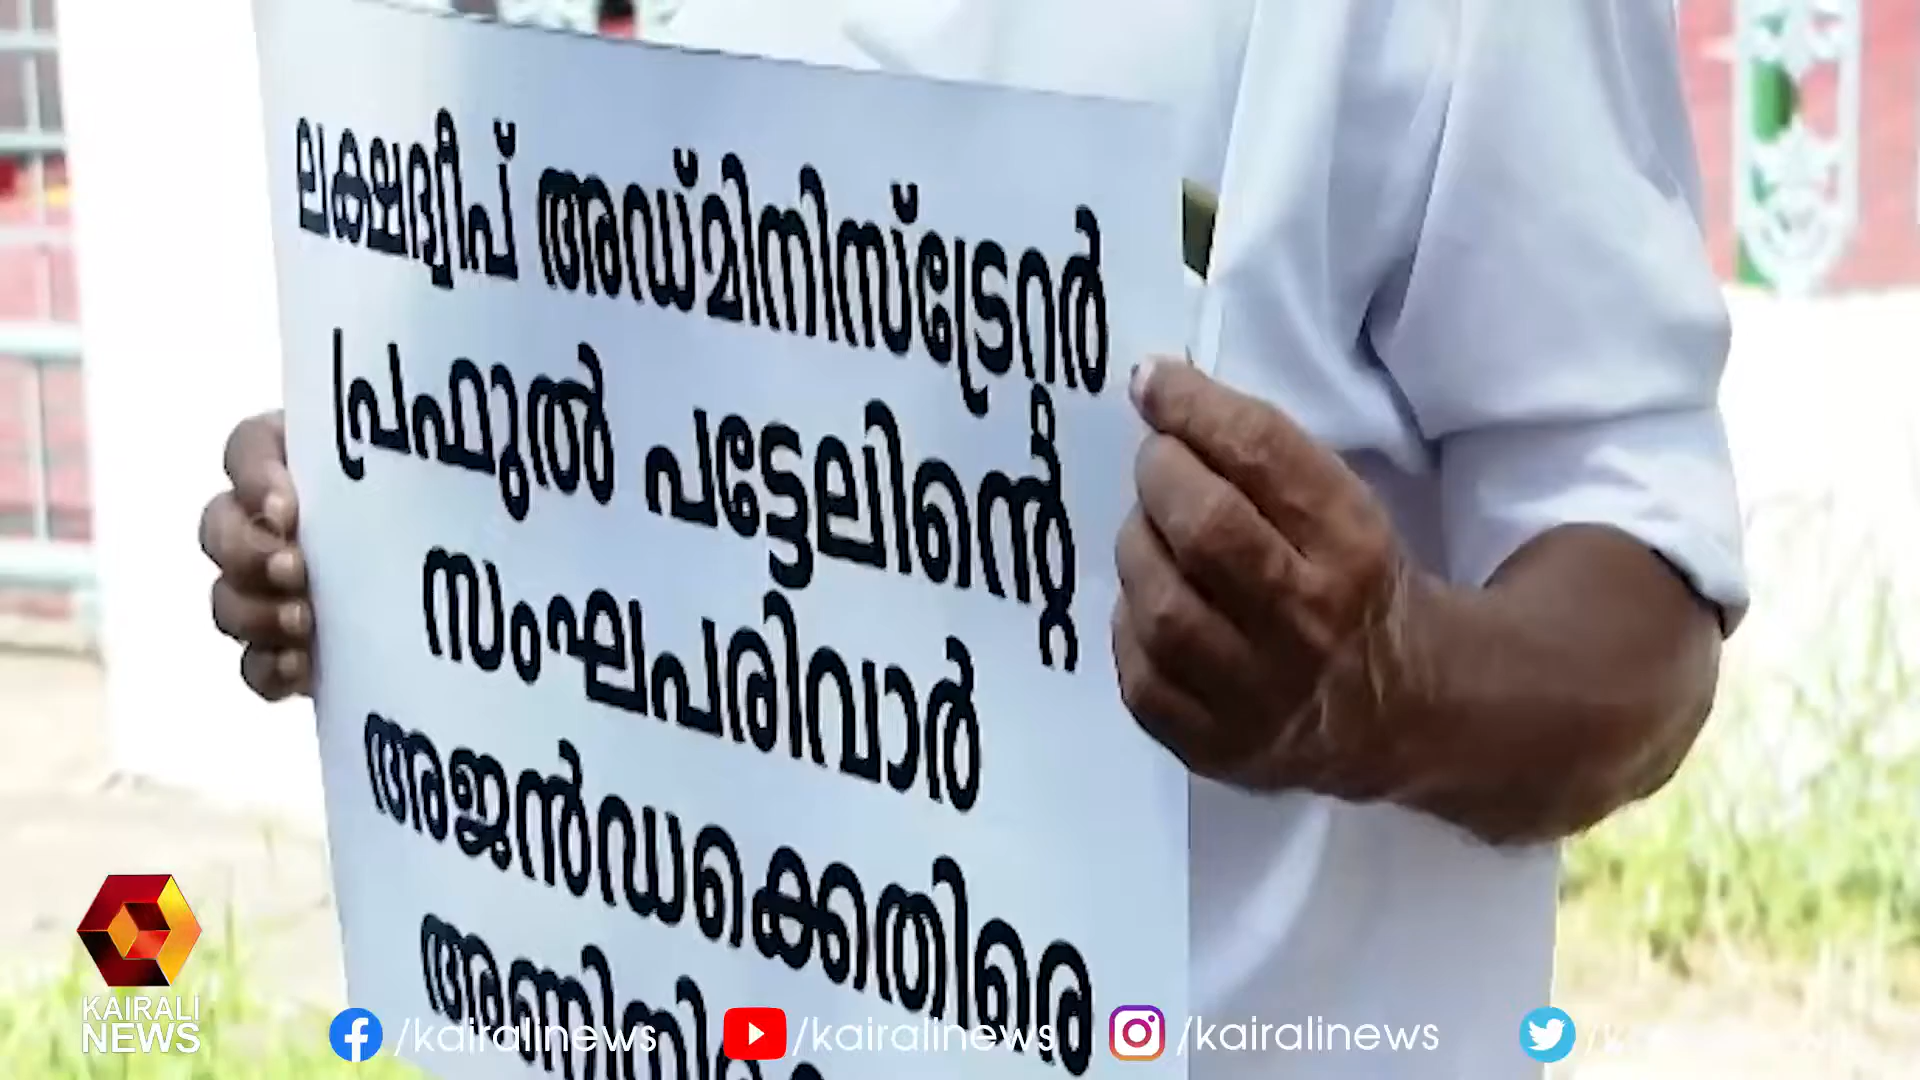 ലക്ഷദ്വീപ് അഡ്മിനിസ്ട്രേറ്റർ
പ്രഫുൽ പട്ടേലിന്റെ
സംഘപരിവാർ
അജൻഡക്കെതിരെ
KAIRALI
NEWS
/kairalinews
/kairalinews
/kairalinews